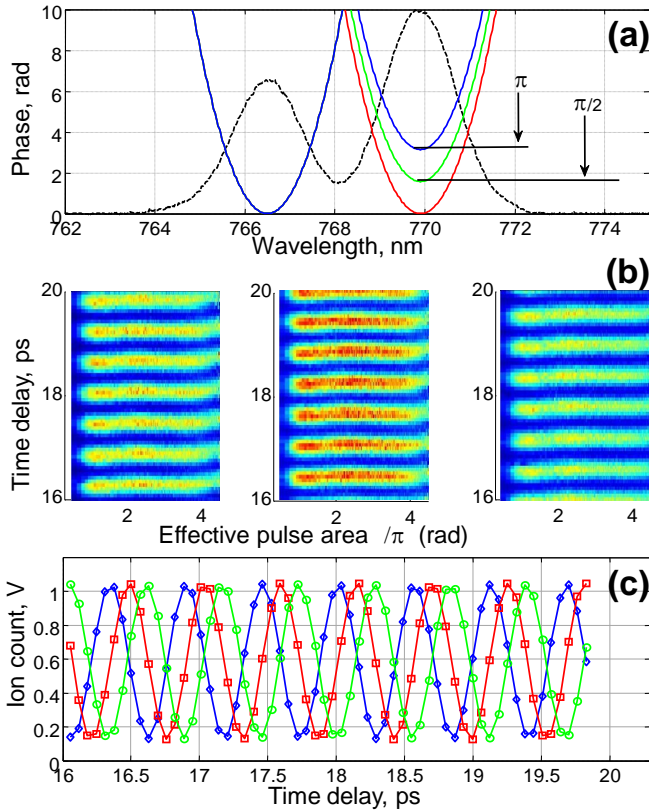 (a)
10
8
6
4
2
0
Phase, rad
π
π/2
762 764 766 768 770 772 774
Wavelength, nm
(b)
20
18
16
20
18
16
20
18
16
Time delay, ps
2 4 2 4 2 4
Effective pulse area /π (rad)
(c)
1
0.8
0.6
0.4
0.2
0
Ion count, V
16 16.5 17 17.5 18 18.5 19 19.5 20
Time delay, ps